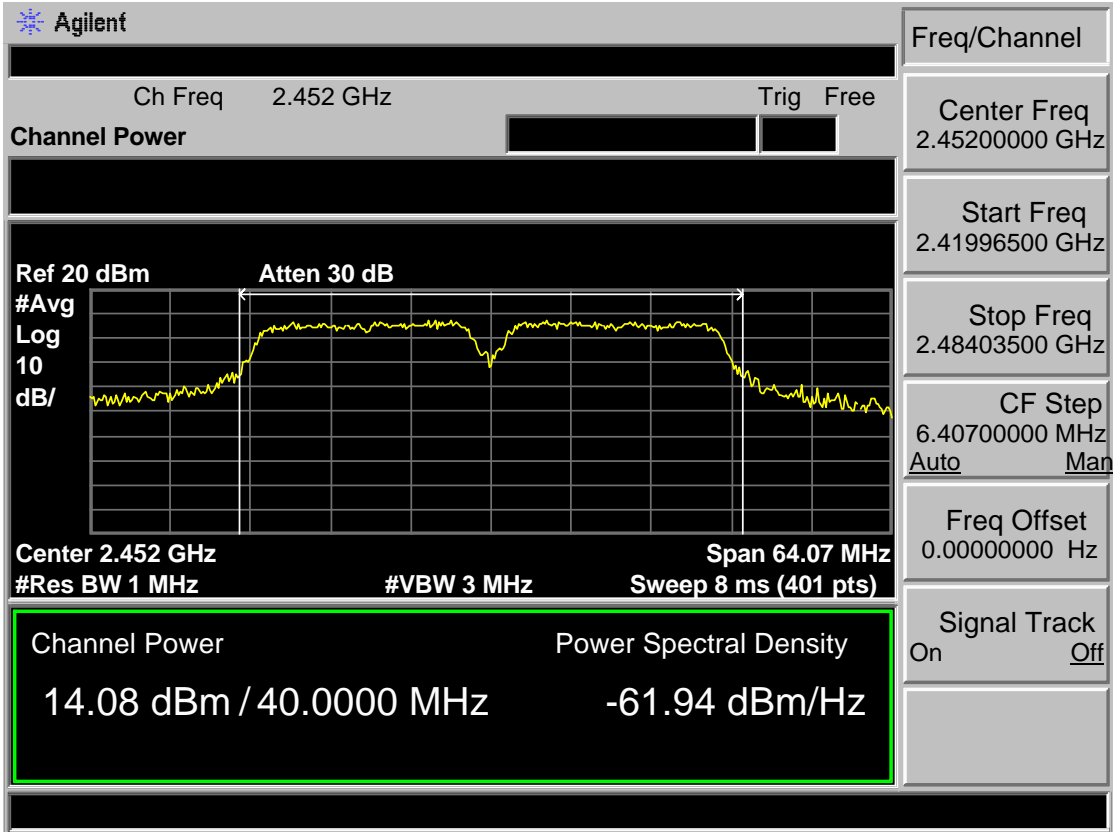 Agilent
Ch Freq 2.452 GHz Trig Free
Channel Power
Ref 20 dBm Atten 30 dB
#Avg
Log
10
dB/
Center 2.452 GHz Span 64.07 MHz
#Res BW 1 MHz #VBW 3 MHz Sweep 8 ms (401 pts)
Channel Power Power Spectral Density
14.08 dBm / 40.0000 MHz -61.94 dBm/Hz
Freq/Channel
Center Freq
2.45200000 GHz
Start Freq
2.41996500 GHz
Stop Freq
2.48403500 GHz
CF Step
6.40700000 MHz
Auto Man
Freq Offset
0.00000000 Hz
Signal Track
On Off